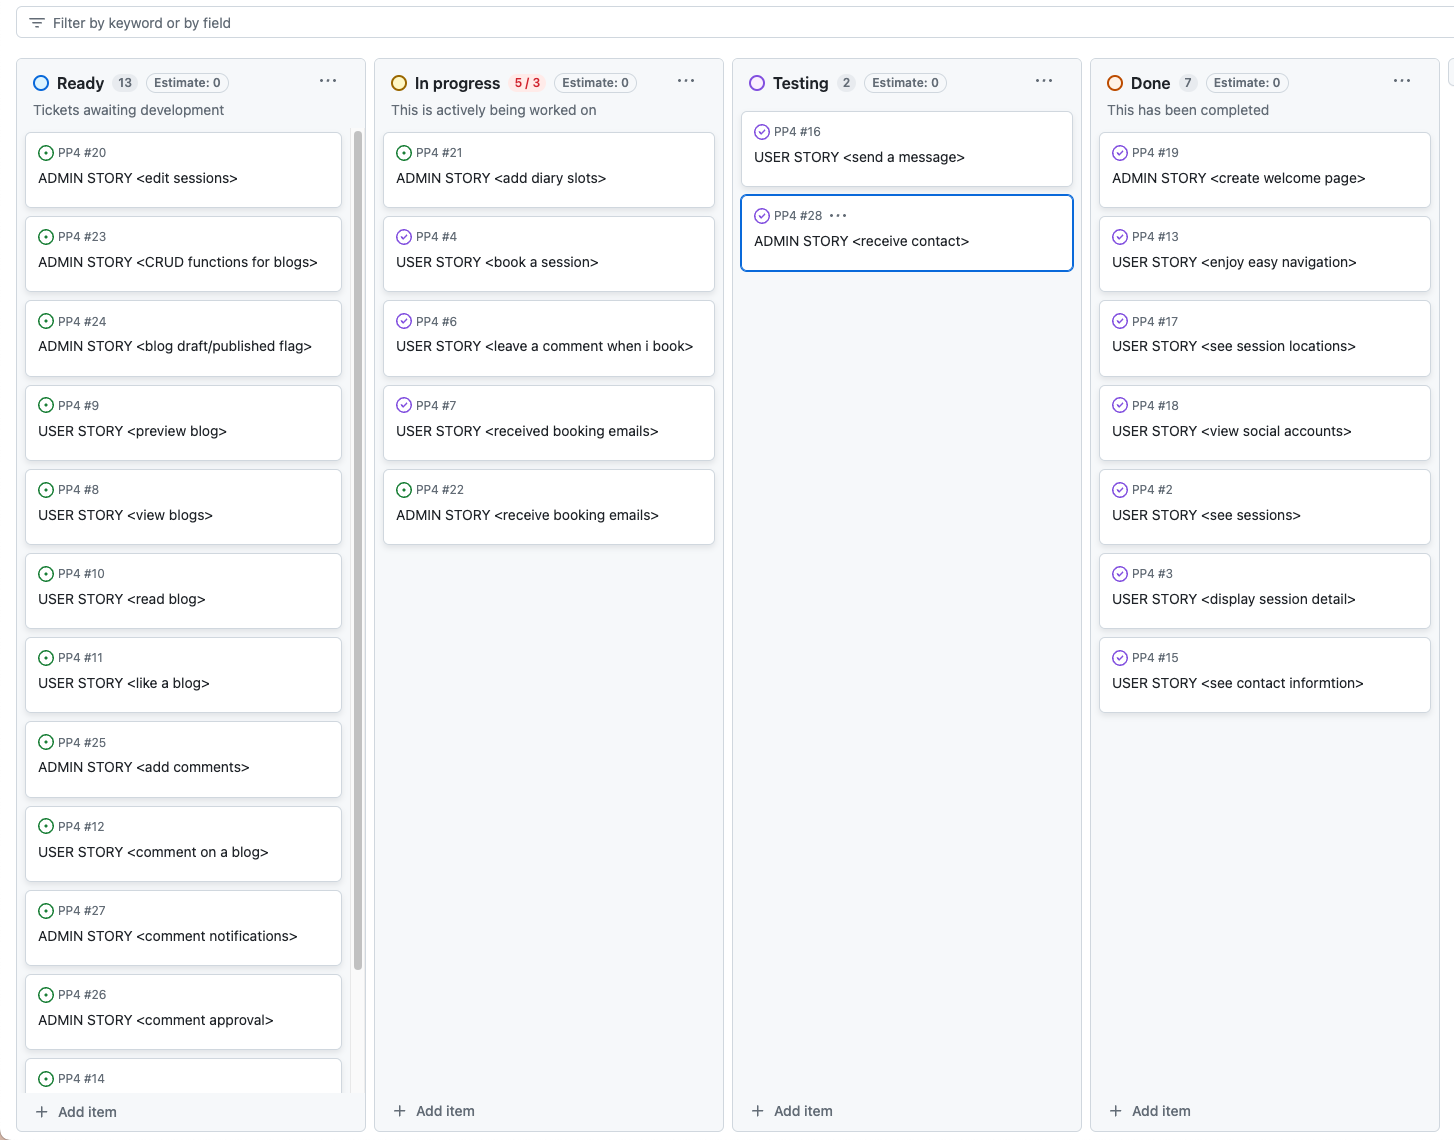 Filter by keyword or by field
Ready 13 Estimate: 0
Tickets awaiting development
PP4 #20
ADMIN STORY <edit sessions>
PP4 #23
ADMIN STORY <CRUD functions for blogs>
PP4 #24
ADMIN STORY <blog draft/published flag>
PP4 #9
USER STORY <preview blog>
PP4 #8
USER STORY <view blogs>
PP4 #10
USER STORY <read blog>
PP4 #11
USER STORY <like a blog>
PP4 #25
ADMIN STORY <add comments>
PP4 #12
USER STORY <comment on a blog>
PP4 #27
ADMIN STORY <comment notifications>
PP4 #26
ADMIN STORY <comment approval>
PP4 #14
+ Add item
In progress 5 / 3 Estimate: 0
This is actively being worked on
PP4 #21
ADMIN STORY <add diary slots>
PP4 #4
USER STORY <book a session>
PP4 #6
USER STORY <leave a comment when i book>
PP4 #7
USER STORY <received booking emails>
PP4 #22
ADMIN STORY <receive booking emails>
+ Add item
Testing 2 Estimate: 0
PP4 #16
USER STORY <send a message>
PP4 #28 ...
ADMIN STORY <receive contact>
+ Add item
Done 7 Estimate: 0
This has been completed
PP4 #19
ADMIN STORY <create welcome page>
PP4 #13
USER STORY <enjoy easy navigation>
PP4 #17
USER STORY <see session locations>
PP4 #18
USER STORY <view social accounts>
PP4 #2
USER STORY <see sessions>
PP4 #3
USER STORY <display session detail>
PP4 #15
USER STORY <see contact informtion>
+ Add item